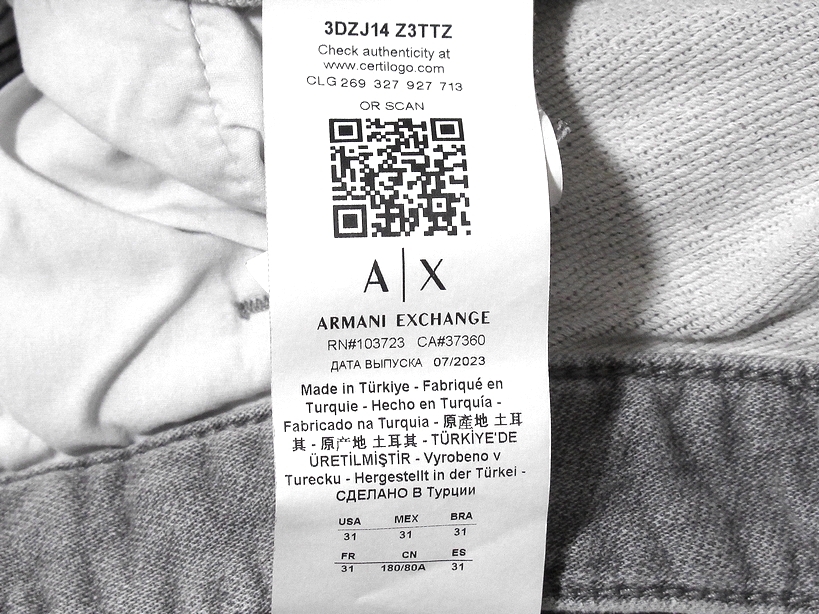 3DZJ14 Z3TTZ
Check authenticity at
www.certilogo.com
CLG 269 327 927 713
OR SCAN
A|X
ARMANI EXCHANGE
RN#103723 CA#37360
ДАТА ВЫПУСКА 07/2023
Made in Türkiye - Fabriqué en
Turquie - Hecho en Turquía -
Fabricado na Turquia - 原產地 土耳
其 - 原产地 土耳其 - TÜRKİYE'DE
ÜRETİLMİŞTİR - Vyrobeno v
Turecku - Hergestellt in der Türkei -
СДЕЛАНО В Турции
USA MEX BRA
31 31 31
FR CN ES
31 180/80A 31